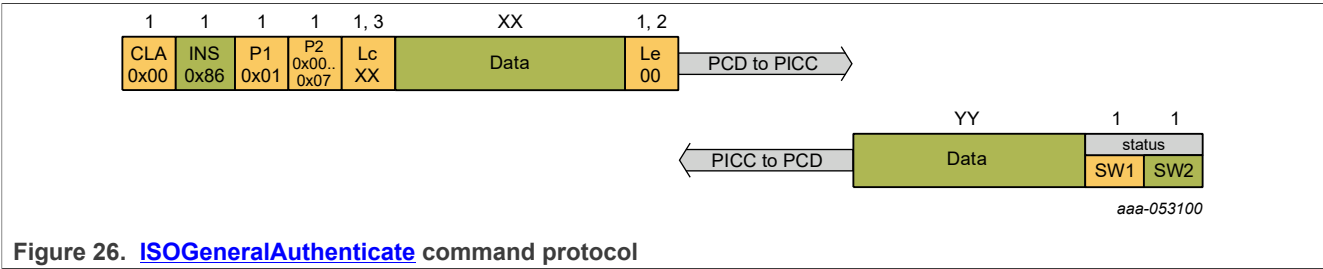 1 1 1 1 1, 3 XX 1, 2
CLA INS P1 P2 Lc Data Le
0x00 0x86 0x01 0x00.. XX 00
0x07
PCD to PICC
YY 1 1
PICC to PCD
Data
status
SW1 SW2
aaa-053100
Figure 26. ISOGeneralAuthenticate command protocol